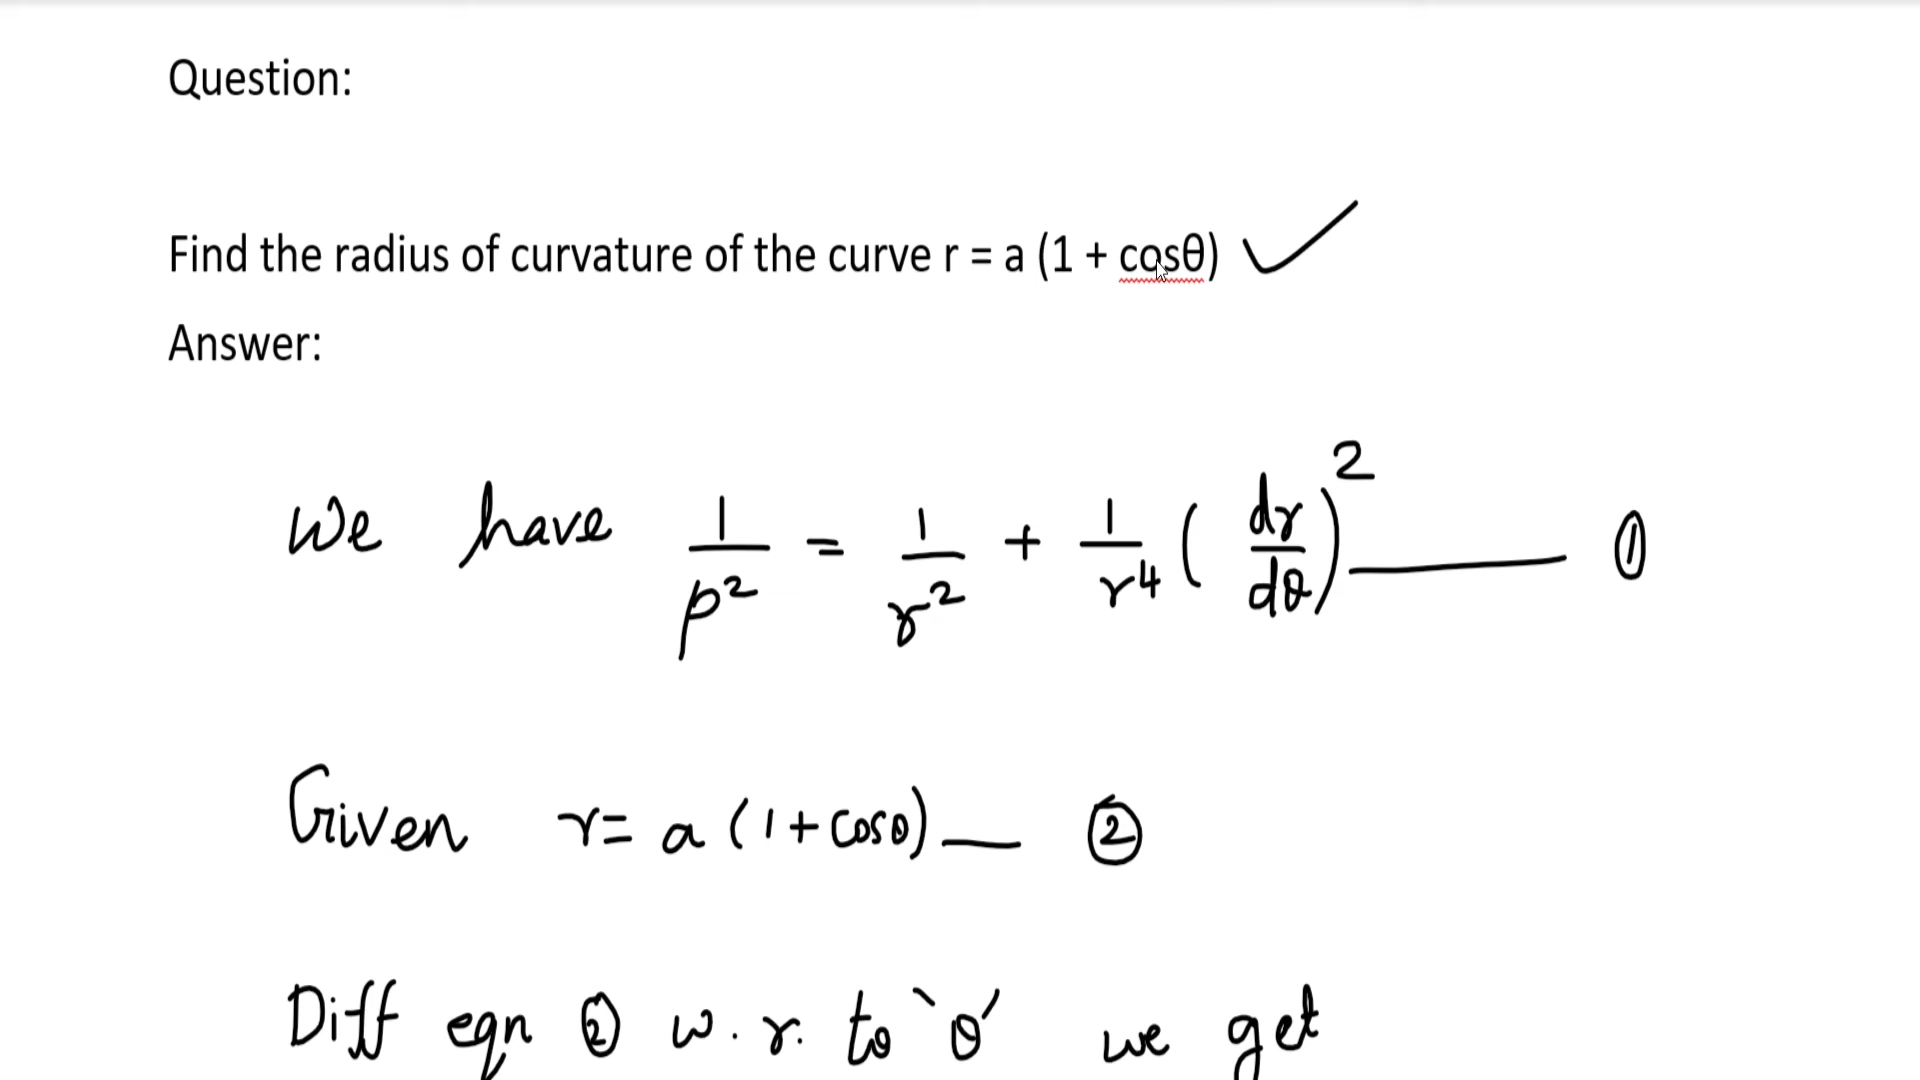 Question:
Find the radius of curvature of the curve r = a (1 + cosθ) ✓
Answer:
We have 1/p² = 1/r² + 1/r⁴ (dr/dθ)² —— ①
Given r = a (1 + cosθ) — ②
Diff eqn ② w.r. to 'θ' we get